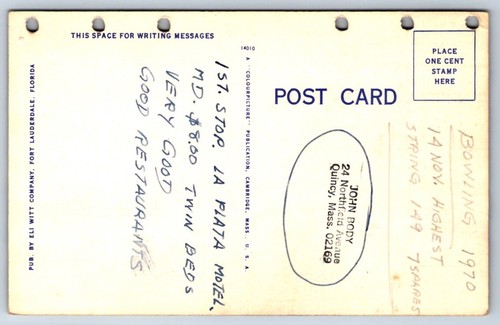 THIS SPACE FOR WRITING MESSAGES
14010
PLACE
ONE CENT
STAMP
HERE
POST CARD
PUB. BY ELI WITT COMPANY, FORT LAUDERDALE, FLORIDA
A "COLOURPICTURE" PUBLICATION, CAMBRIDGE, MASS. U. S. A.
1ST. STOP. LA PLATA MOTEL.
MD. $8.00 TWIN BEDS
VERY GOOD
GOOD RESTAURANTS
JOHN BODY
24 Northfield Avenue
Quincy, Mass. 02169
BOWLING 1970
14 NOV. HIGHEST
STRING 149 7 SPARES